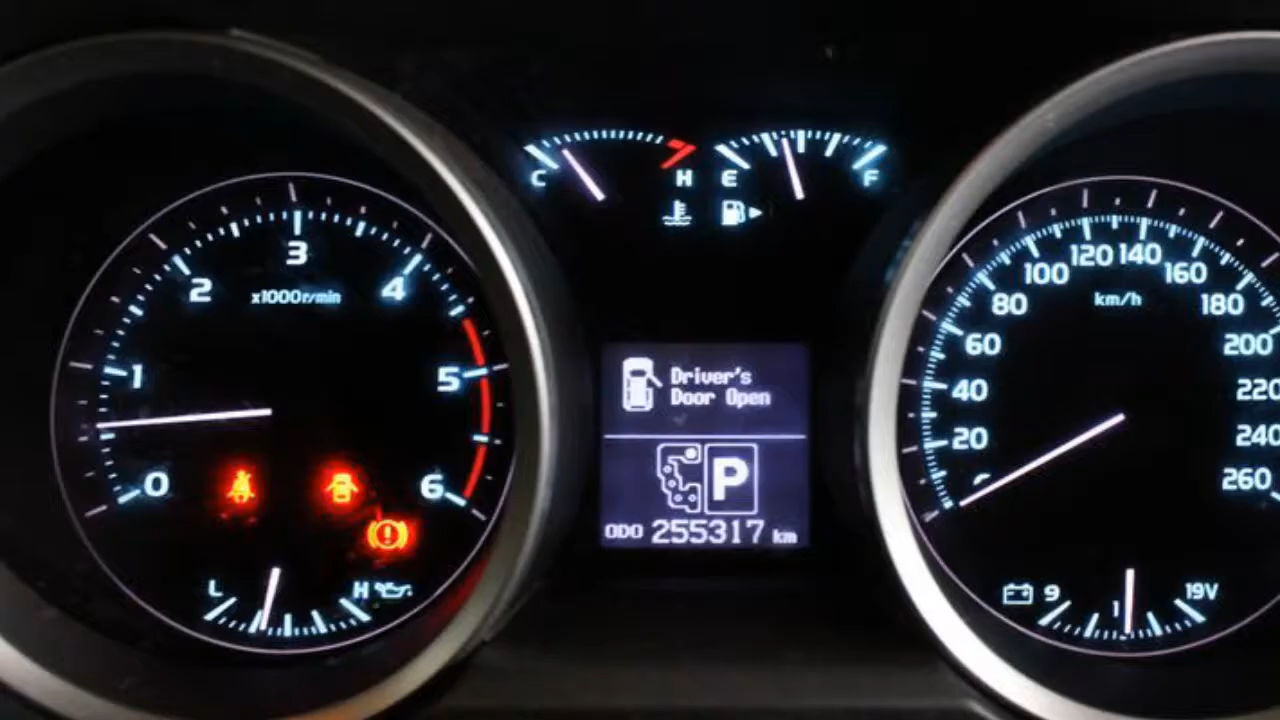 C H E F
3
2 4
x1000r/min
1 5
0 6
L H
Driver's
Door Open
P
ODO 255317 km
120 140
100 160
80 180
km/h
60 200
40 220
20 240
260
9 19V